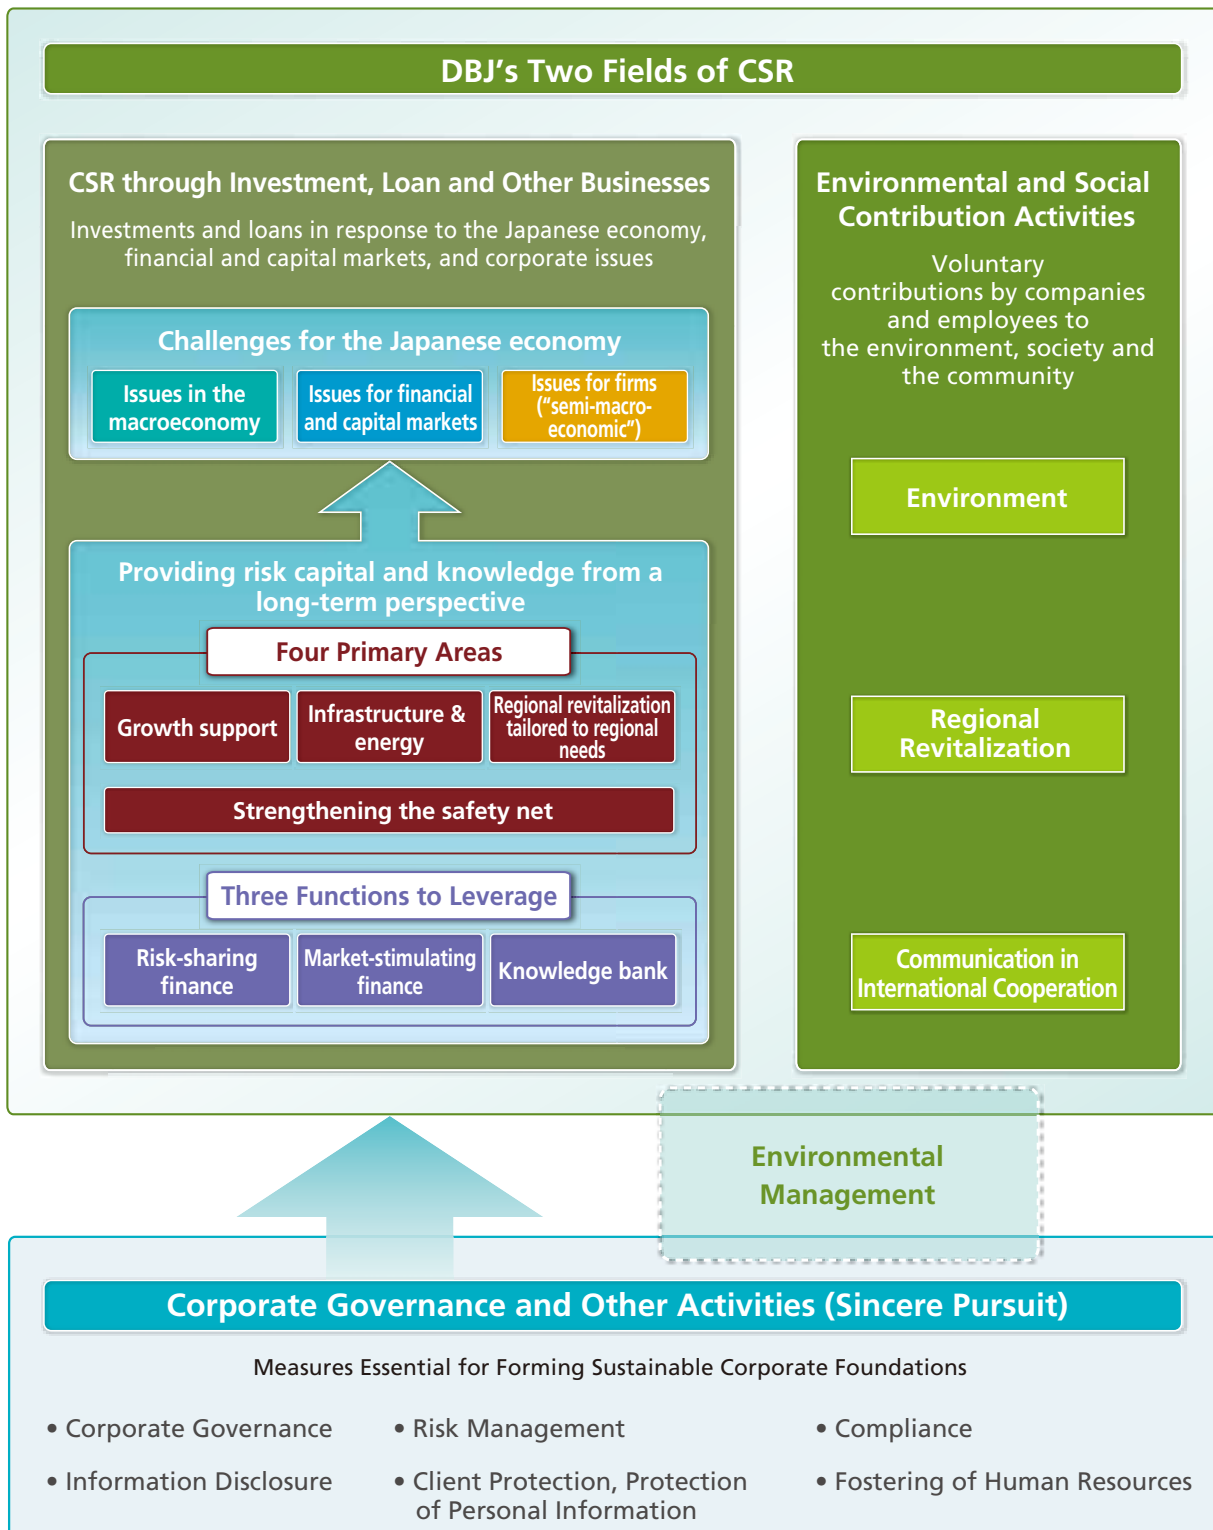 DBJ's Two Fields of CSR
CSR through Investment, Loan and Other Businesses
Investments and loans in response to the Japanese economy,
financial and capital markets, and corporate issues
Challenges for the Japanese economy
Issues in the
macroeconomy
Issues for financial
and capital markets
Issues for firms
(“semi-macro-
economic”)
Providing risk capital and knowledge from a
long-term perspective
Four Primary Areas
Growth support
Infrastructure &
energy
Regional revitalization
tailored to regional
needs
Strengthening the safety net
Three Functions to Leverage
Risk-sharing
finance
Market-stimulating
finance
Knowledge bank
Environmental and Social
Contribution Activities
Voluntary
contributions by companies
and employees to
the environment, society and
the community
Environment
Regional
Revitalization
Communication in
International Cooperation
Environmental
Management
Corporate Governance and Other Activities (Sincere Pursuit)
Measures Essential for Forming Sustainable Corporate Foundations
• Corporate Governance
• Risk Management
• Compliance
• Information Disclosure
• Client Protection, Protection
of Personal Information
• Fostering of Human Resources